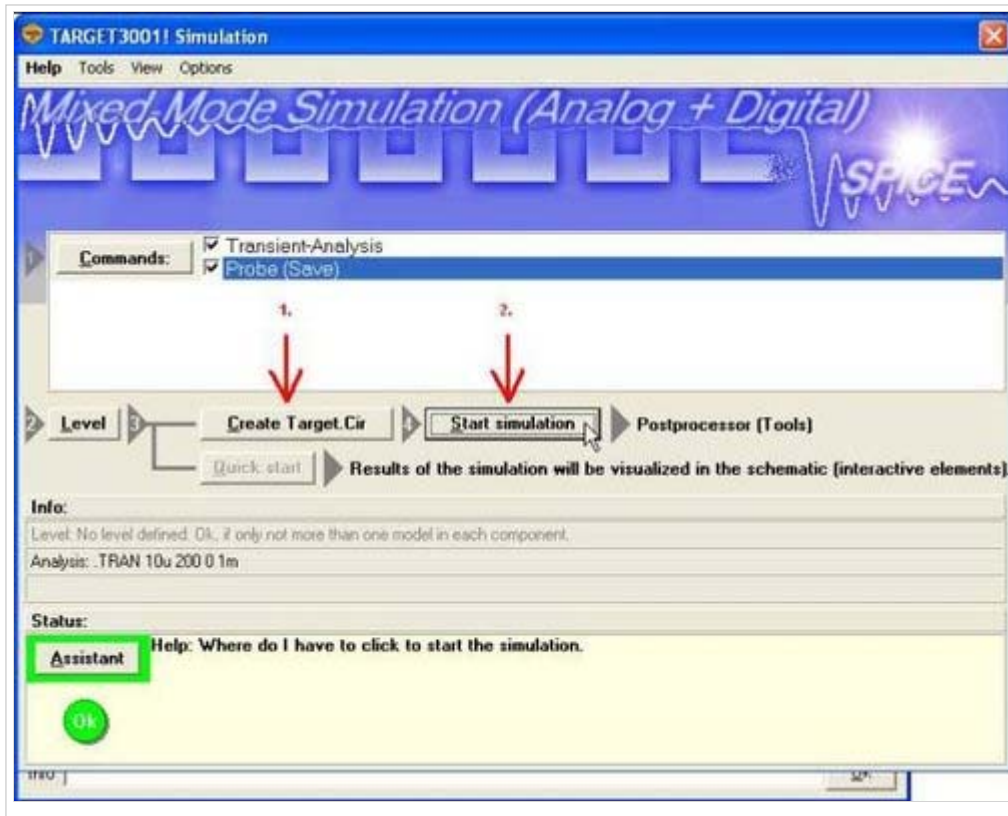 TARGET3001! Simulation
Help Tools View Options
Mixed-Mode Simulation (Analog + Digital)
SPICE
1
Commands:
Transient-Analysis
Probe (Save)
1.
2.
2 Level 3 Create Target.Cir 4 Start simulation Postprocessor (Tools)
Quick start Results of the simulation will be visualized in the schematic (interactive elements)
Info:
Level: No level defined. Ok, if only not more than one model in each component.
Analysis: .TRAN 10u 200 0 1m
Status:
Assistant Help: Where do I have to click to start the simulation.
Ok